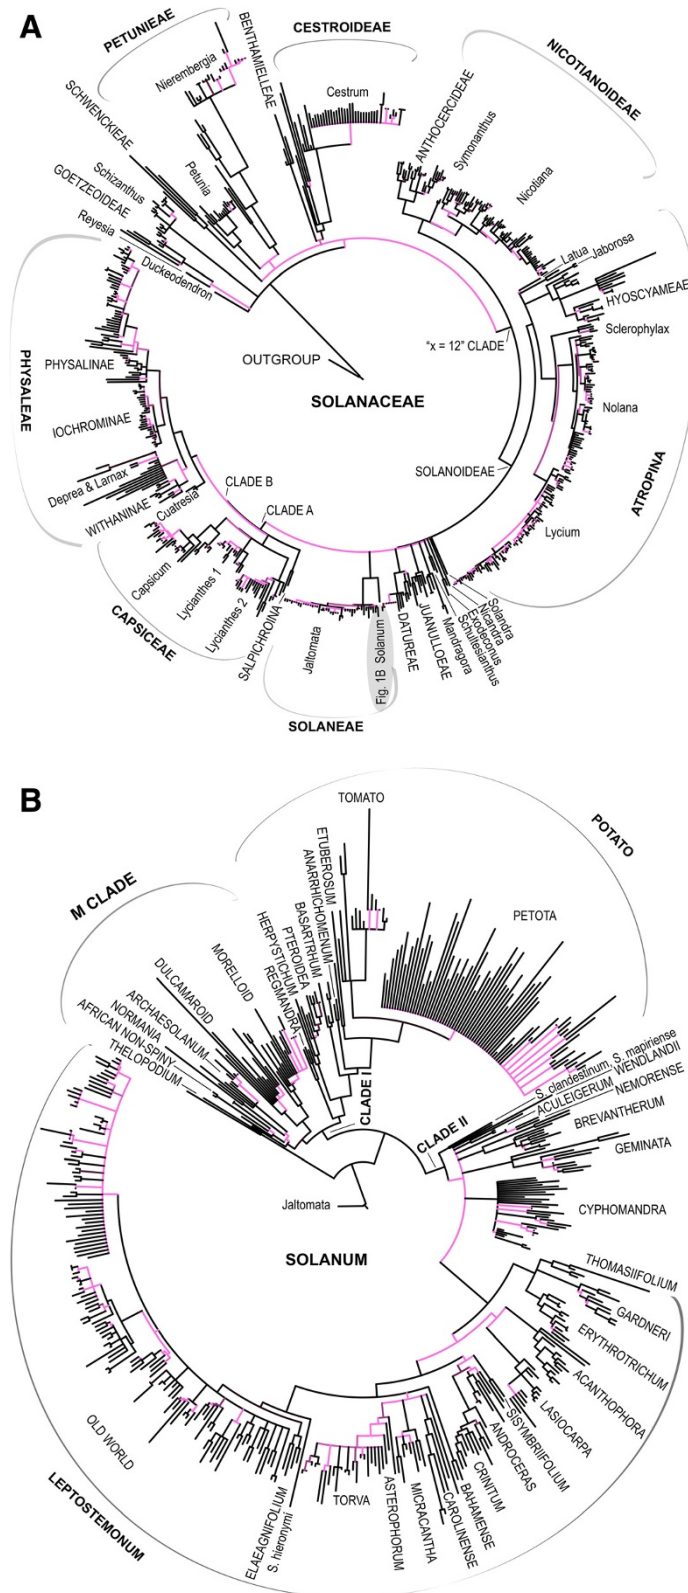 A
PETUNIEAE
BENTHAMIELLEAE
CESTROIDEAE
NICOTIANOIDEAE
Nierembergia
Cestrum
ANTHOCERCIDEAE
Symonanthus
SCHWENCKIEAE
Schizanthus
Petunia
Nicotiana
GOETZEOIDEAE
Reyesia
Duckeodendron
Latua
Jaborosa
HYOSCYAMEAE
Sclerophylax
"x = 12" CLADE
OUTGROUP
SOLANACEAE
PHYSALEAE
PHYSALINAE
IOCHROMINAE
Nolana
ATROPINA
SOLANOIDEAE
Deprea & Larnax
WITHANINAE
Cuatresia
CLADE B
CLADE A
Lycium
Capsicum
Lycianthes 1
Lycianthes 2
CAPSICEAE
SALPICHROINA
Jaltomata
Fig. 1B Solanum
DATUREAE
JUANULLOEAE
Mandragora
Schultesianthus
Exodeconus
Nicandra
Solandra
SOLANEAE
B
TOMATO
POTATO
M CLADE
ETUBEROSUM
ANARRHICHOMENUM
BASARTHRUM
PTEROIDEA
HERPYSTICHUM
REGMANDRA
PETOTA
MORELLOID
DULCAMAROID
ARCHAESOLANUM
NORMANIA
AFRICAN NON-SPINY
THELOPODIUM
CLADE I
CLADE II
S. clandestinum, S. mapiriense
WENDLANDII
ACULEIGERUM
NEMORENSE
BREVANTHERUM
GEMINATA
CYPHOMANDRA
Jaltomata
SOLANUM
THOMASIIFOLIUM
GARDNERI
ERYTHROTRICHUM
ACANTHOPHORA
LASIOCARPA
SISYMBRIIFOLIUM
ANDROCERAS
CRINITUM
BAHAMENSE
CAROLINENSE
MICRACANTHA
ASTEROPHORUM
TORVA
S. hieronymi
ELAEAGNIFOLIUM
OLD WORLD
LEPTOSTEMONUM